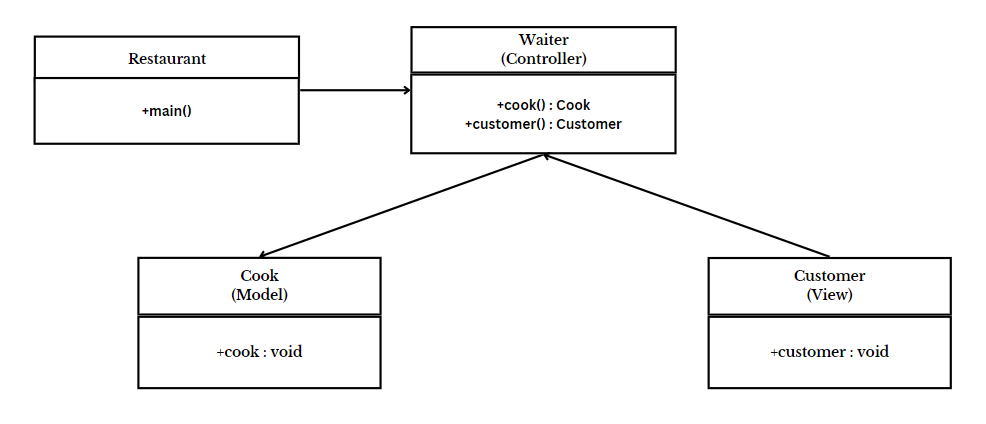 Restaurant
+main()
Waiter
(Controller)
+cook() : Cook
+customer() : Customer
Cook
(Model)
+cook : void
Customer
(View)
+customer : void